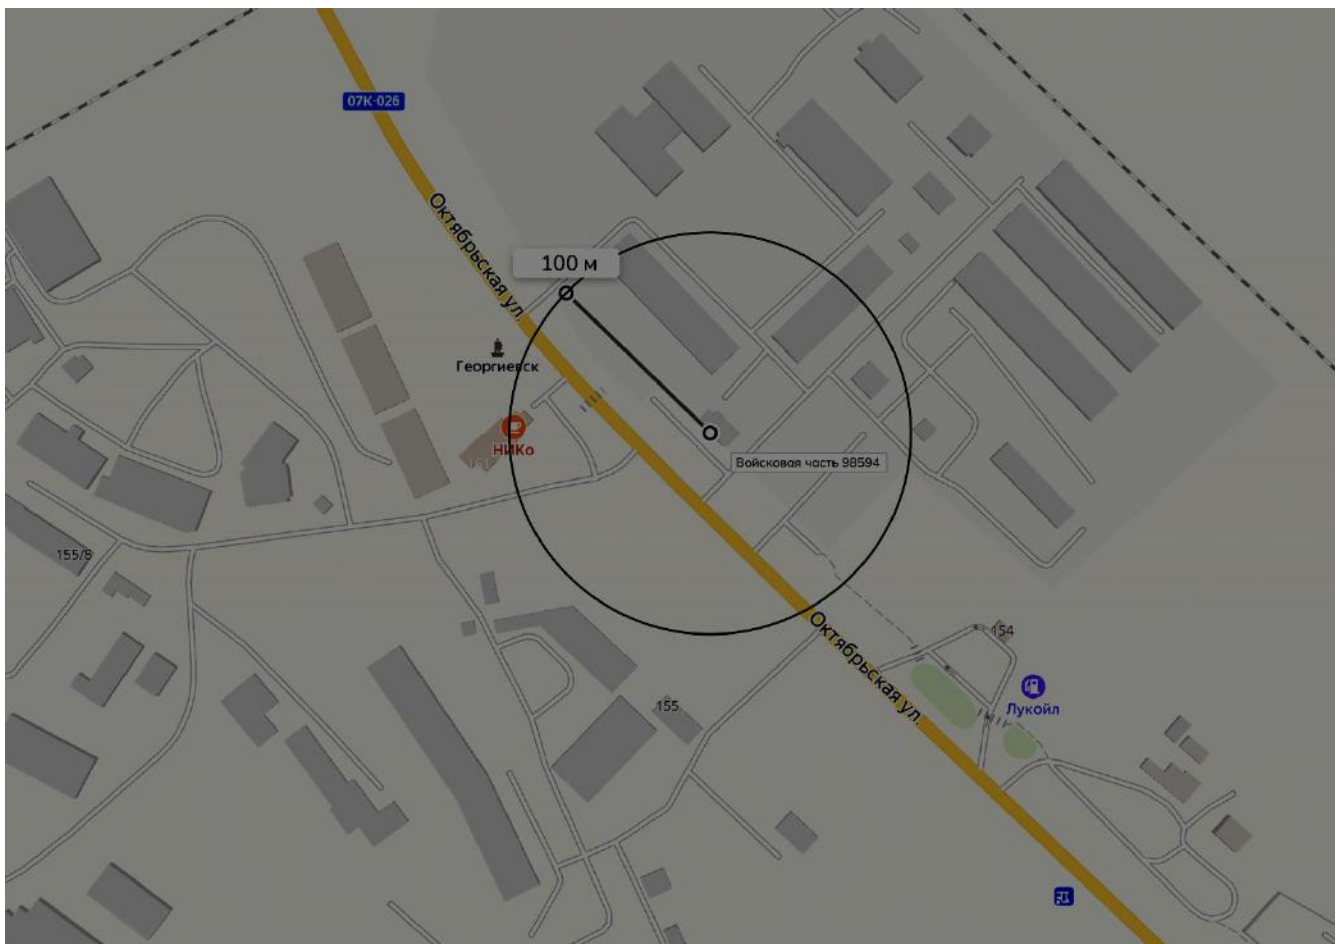 07К-026
Октябрьская ул.
100 м
Георгиевск
НИКо
Войсковая часть 98594
155/8
Октябрьская ул.
154
155
Лукойл